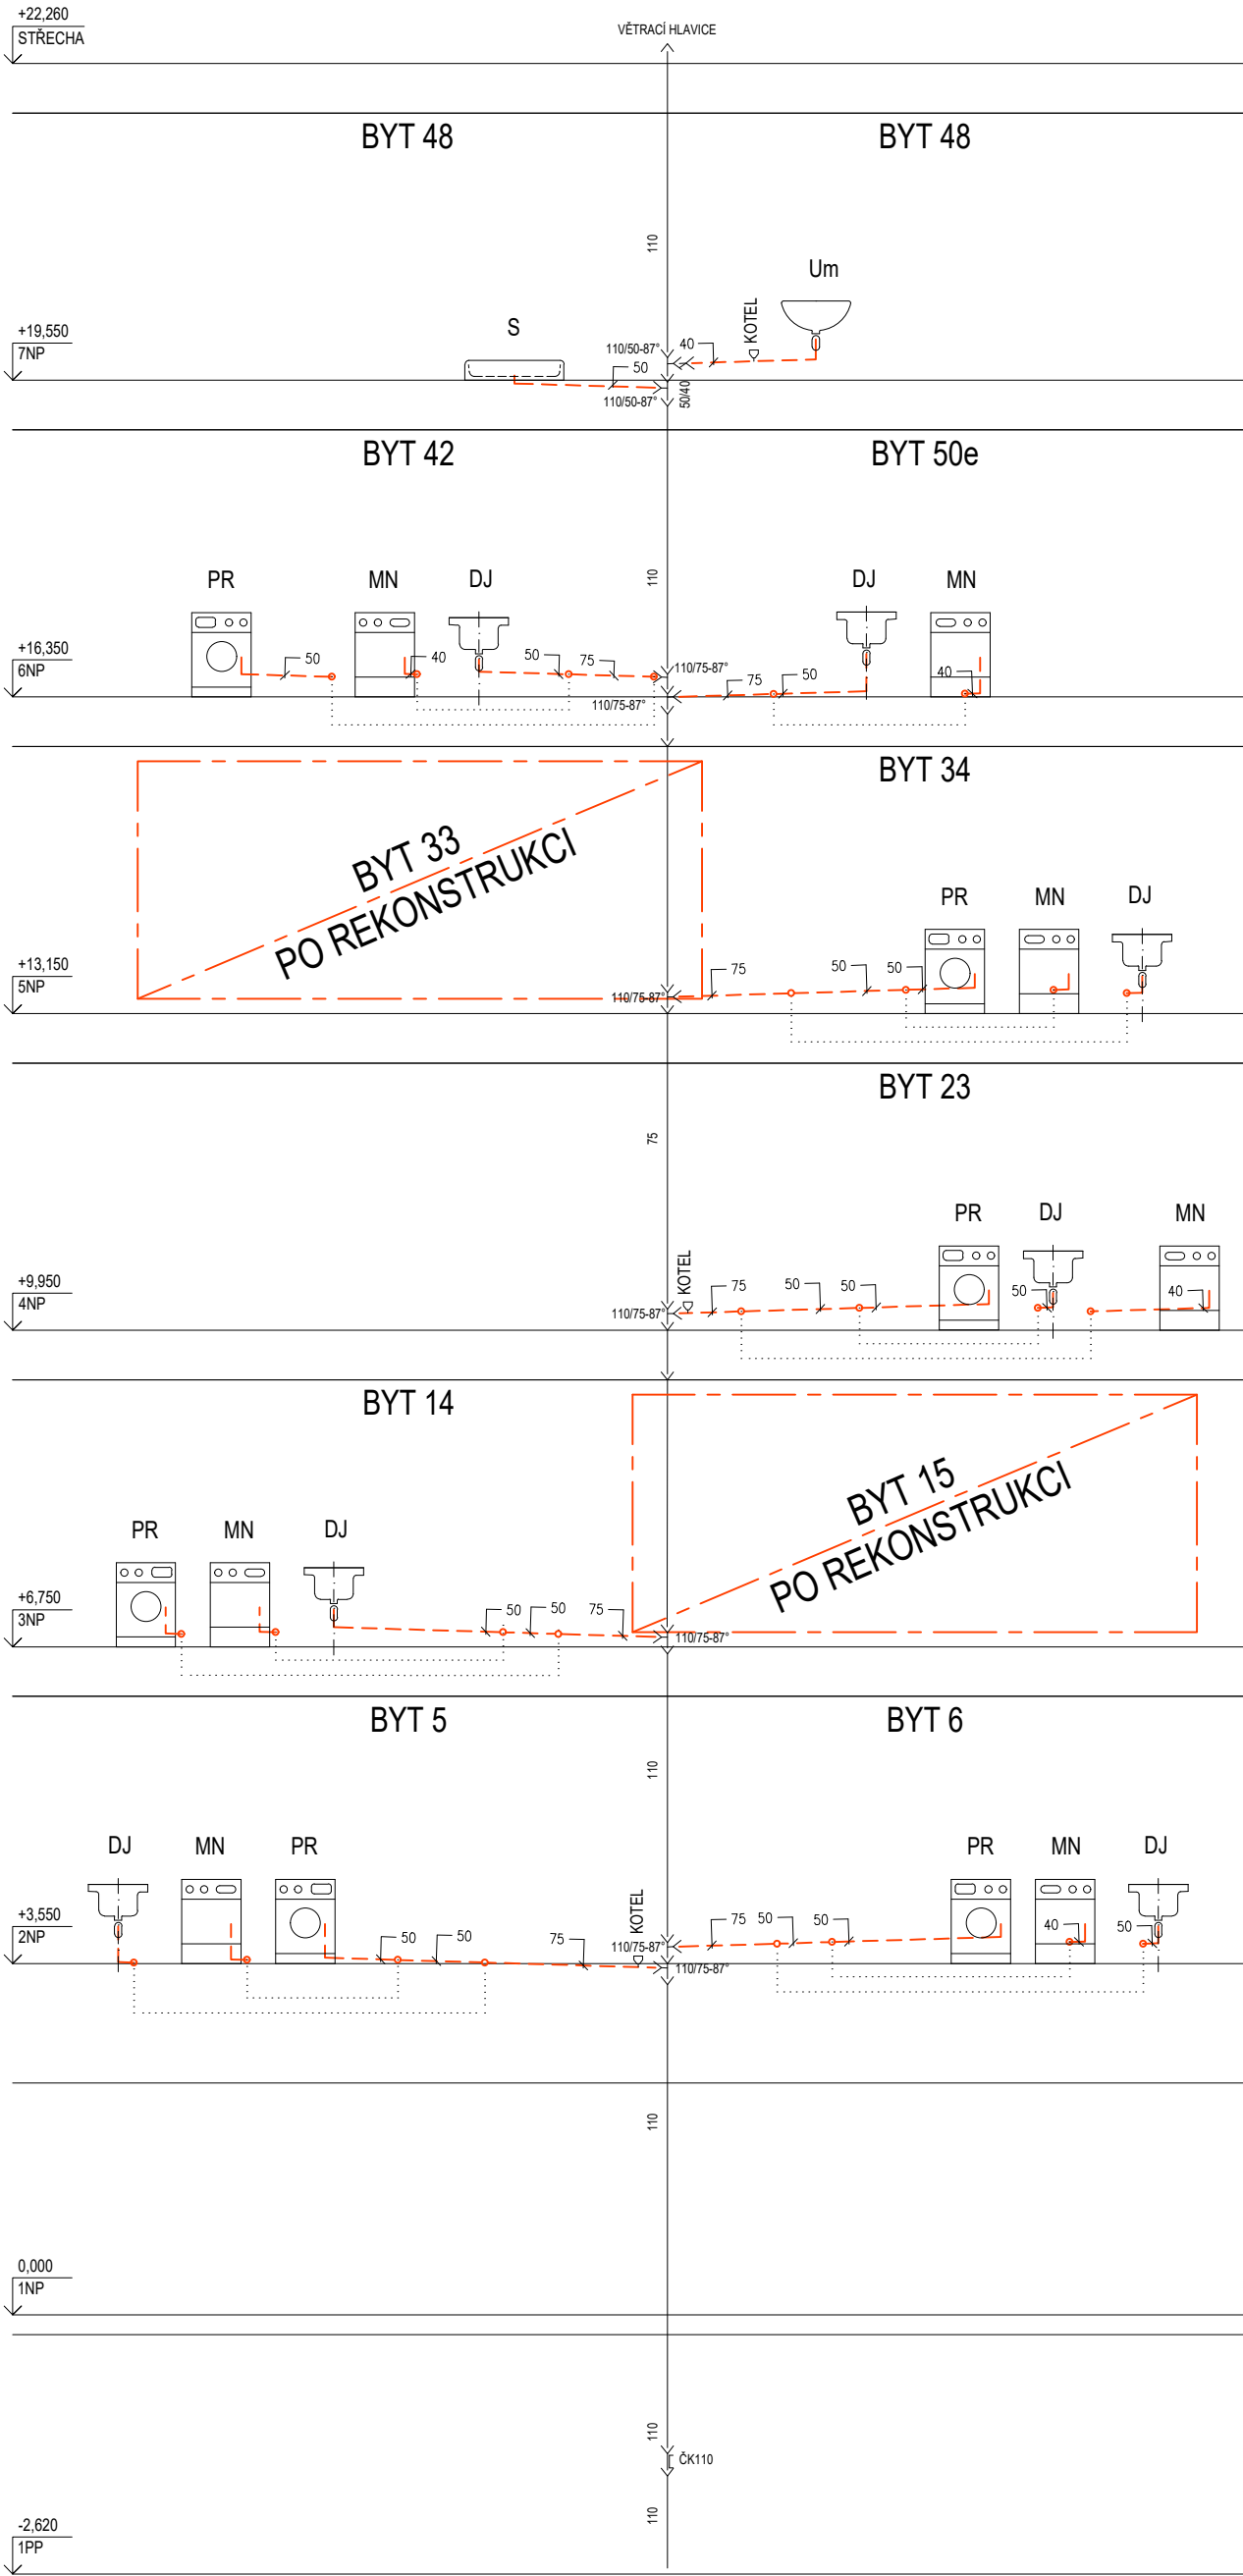 +22,260
STŘECHA
VĚTRACÍ HLAVICE
BYT 48
BYT 48
110
Um
KOTEL
S
+19,550
7NP
110/50-87°
40
50
110/50-87°
50/40
BYT 42
BYT 50e
110
PR
MN
DJ
DJ
MN
+16,350
6NP
50
40
50
75
110/75-87°
75
50
40
110/75-87°
BYT 33
PO REKONSTRUKCI
BYT 34
PR
MN
DJ
+13,150
5NP
110/75-87°
75
50
50
BYT 23
75
PR
DJ
MN
+9,950
4NP
KOTEL
110/75-87°
75
50
50
50
40
BYT 14
BYT 15
PO REKONSTRUKCI
PR
MN
DJ
+6,750
3NP
50
50
75
110/75-87°
BYT 5
BYT 6
110
DJ
MN
PR
PR
MN
DJ
+3,550
2NP
50
50
75
KOTEL
110/75-87°
110/75-87°
75
50
50
40
50
110
0,000
1NP
110
ČK110
110
-2,620
1PP